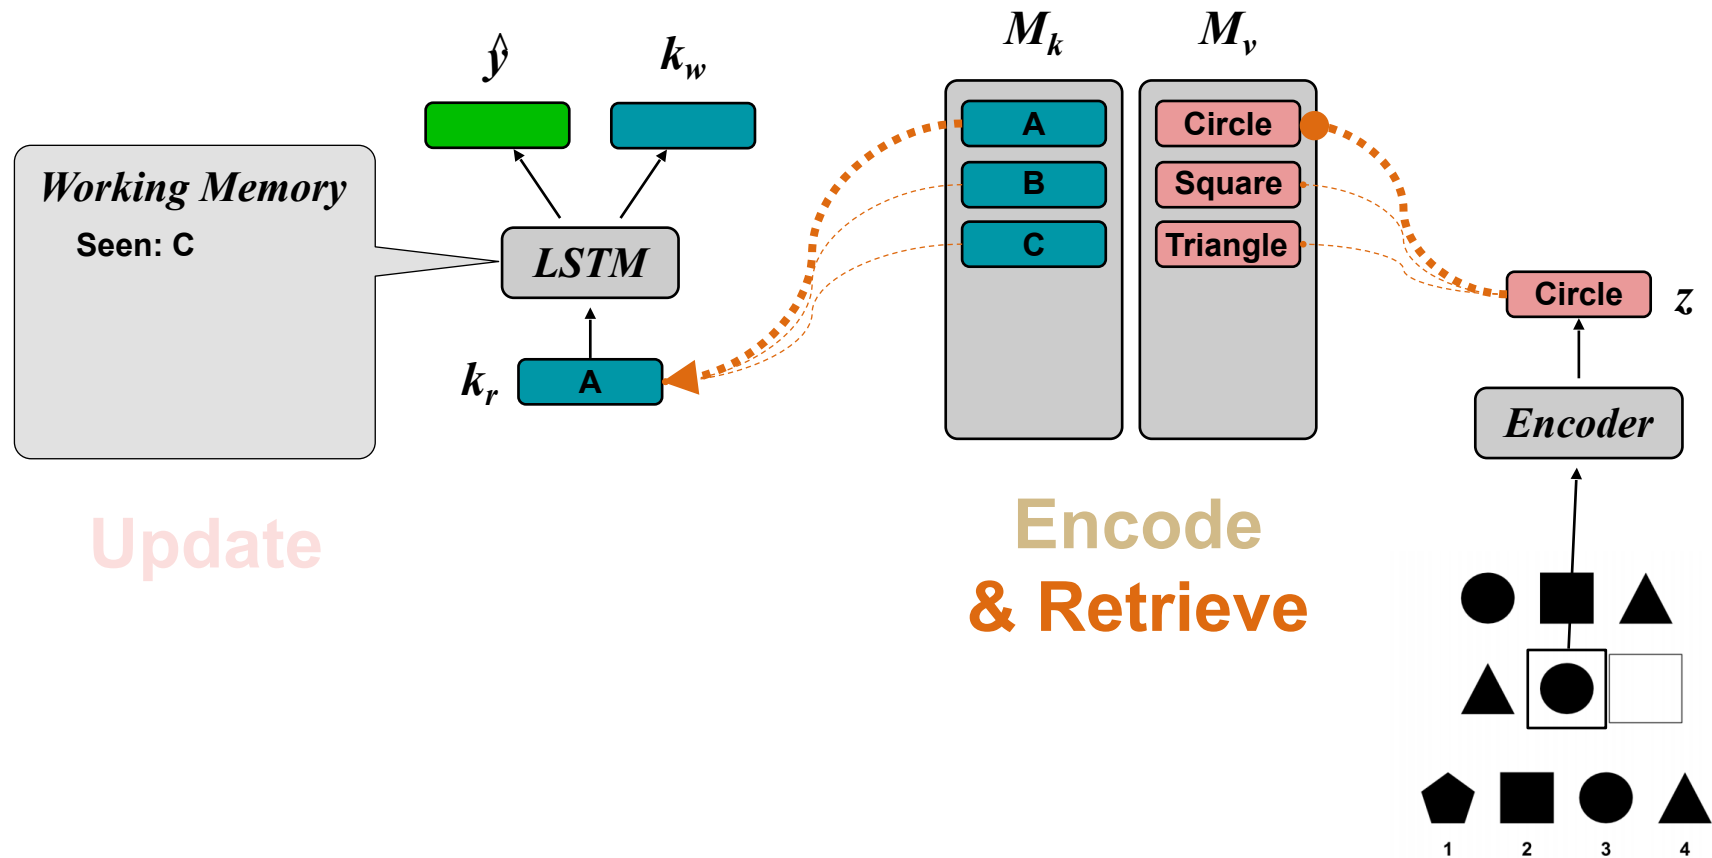 ŷ
k_w
M_k
M_v
Working Memory
Seen: C
LSTM
k_r
A
A
B
C
Circle
Square
Triangle
Circle
z
Encoder
Update
Encode
& Retrieve
1 2 3 4